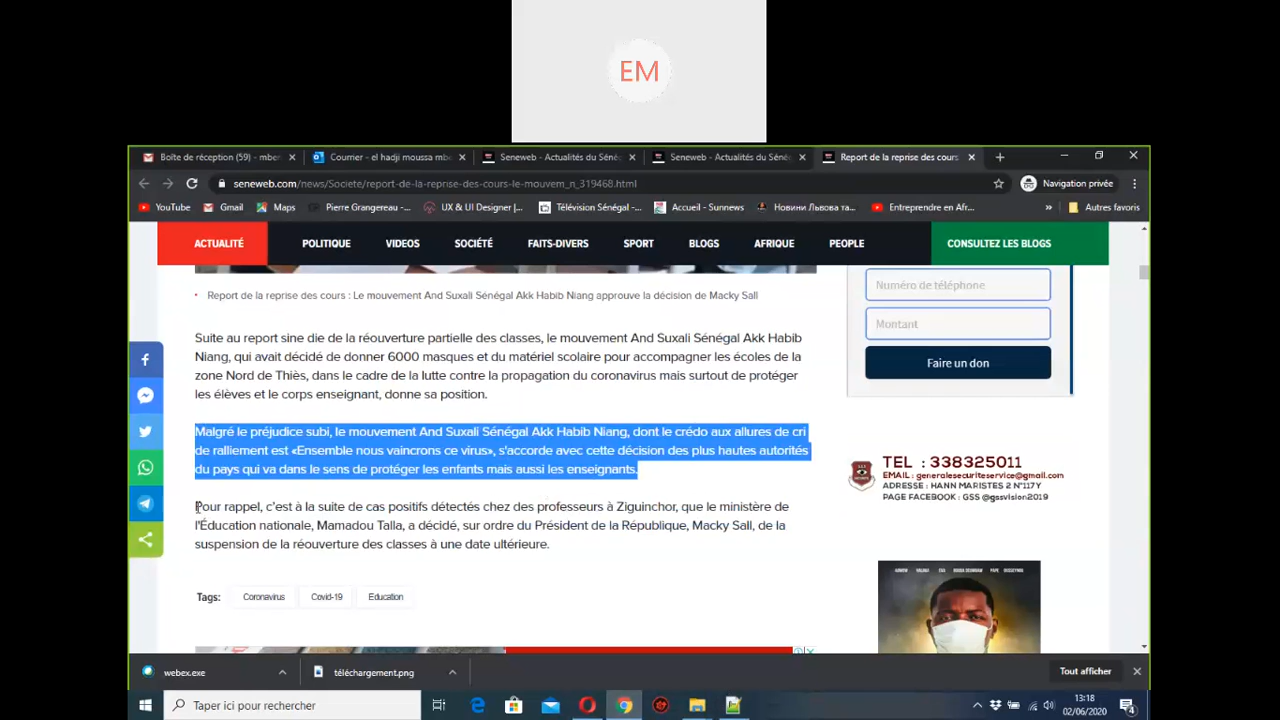 EM
Boîte de réception (59) - mber
Courrier - el hadji moussa mbe
Seneweb - Actualités du Sénég
Seneweb - Actualités du Sénég
Report de la reprise des cours
seneweb.com/news/Societe/report-de-la-reprise-des-cours-le-mouvem_n_319468.html
Navigation privée
YouTube
Gmail
Maps
Pierre Grangereau -...
UX & UI Designer |...
Télévision Sénégal -...
Accueil - Sunnews
Новини Львова та...
Entreprendre en Afr...
»
Autres favoris
ACTUALITÉ
POLITIQUE
VIDEOS
SOCIÉTÉ
FAITS-DIVERS
SPORT
BLOGS
AFRIQUE
PEOPLE
CONSULTEZ LES BLOGS
Report de la reprise des cours : Le mouvement And Suxali Sénégal Akk Habib Niang approuve la décision de Macky Sall
Suite au report sine die de la réouverture partielle des classes, le mouvement And Suxali Sénégal Akk Habib
Niang, qui avait décidé de donner 6000 masques et du matériel scolaire pour accompagner les écoles de la
zone Nord de Thiès, dans le cadre de la lutte contre la propagation du coronavirus mais surtout de protéger
les élèves et le corps enseignant, donne sa position.
Malgré le préjudice subi, le mouvement And Suxali Sénégal Akk Habib Niang, dont le crédo aux allures de cri
de ralliement est «Ensemble nous vaincrons ce virus», s'accorde avec cette décision des plus hautes autorités
du pays qui va dans le sens de protéger les enfants mais aussi les enseignants.
Pour rappel, c'est à la suite de cas positifs détectés chez des professeurs à Ziguinchor, que le ministère de
l'Éducation nationale, Mamadou Talla, a décidé, sur ordre du Président de la République, Macky Sall, de la
suspension de la réouverture des classes à une date ultérieure.
Tags:
Coronavirus
Covid-19
Education
Numéro de téléphone
Montant
Faire un don
TEL : 338325011
EMAIL : generalesecuriteservice@gmail.com
ADRESSE : HANN MARISTES 2 N°117Y
PAGE FACEBOOK : GSS @gssvision2019
webex.exe
téléchargement.png
Tout afficher
Taper ici pour rechercher
13:18
02/06/2020
4